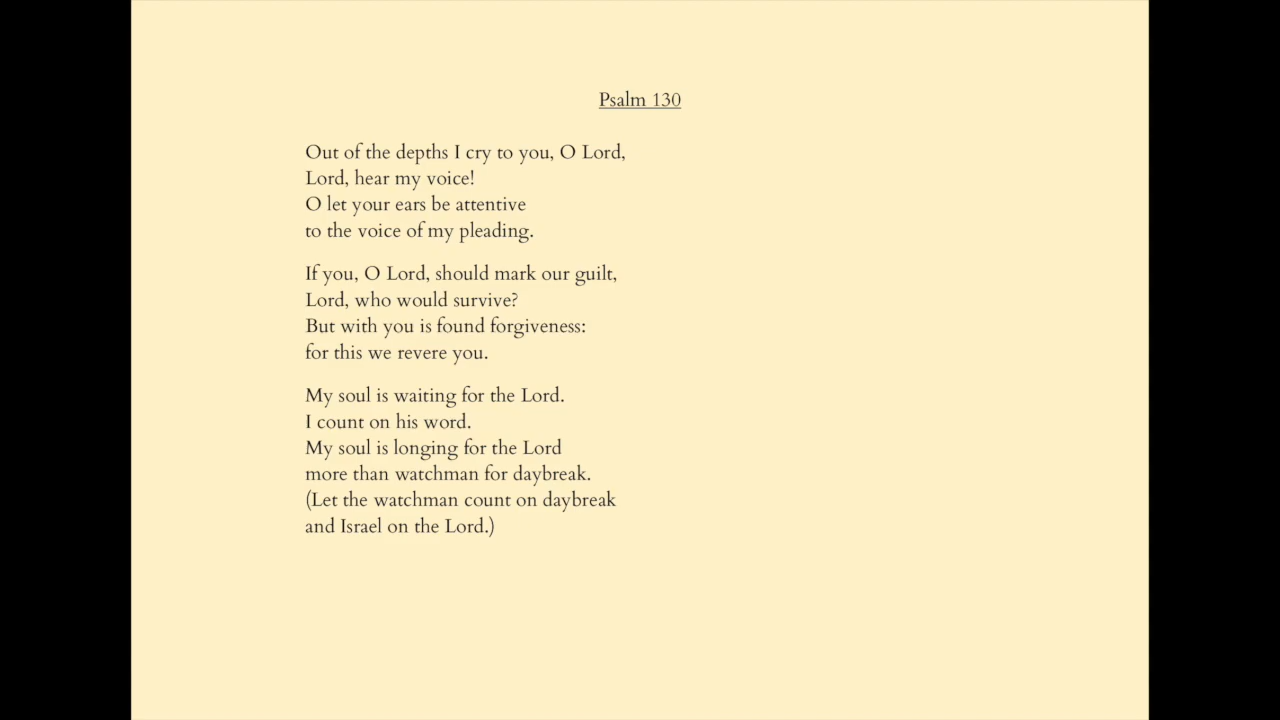 Psalm 130
Out of the depths I cry to you, O Lord,
Lord, hear my voice!
O let your ears be attentive
to the voice of my pleading.
If you, O Lord, should mark our guilt,
Lord, who would survive?
But with you is found forgiveness:
for this we revere you.
My soul is waiting for the Lord.
I count on his word.
My soul is longing for the Lord
more than watchman for daybreak.
(Let the watchman count on daybreak
and Israel on the Lord.)